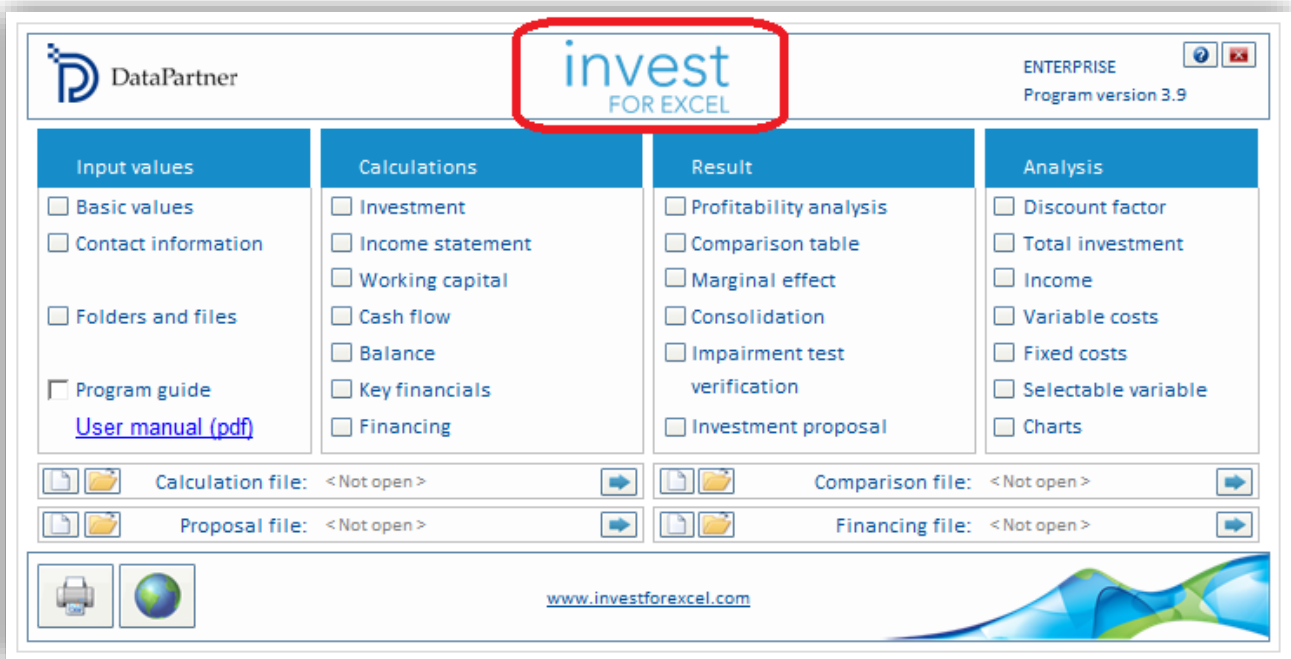 DataPartner
invest
FOR EXCEL
ENTERPRISE
Program version 3.9
Input values
Basic values
Contact information
Folders and files
Program guide
User manual (pdf)
Calculations
Investment
Income statement
Working capital
Cash flow
Balance
Key financials
Financing
Result
Profitability analysis
Comparison table
Marginal effect
Consolidation
Impairment test
verification
Investment proposal
Analysis
Discount factor
Total investment
Income
Variable costs
Fixed costs
Selectable variable
Charts
Calculation file: <Not open>
Comparison file: <Not open>
Proposal file: <Not open>
Financing file: <Not open>
www.investforexcel.com